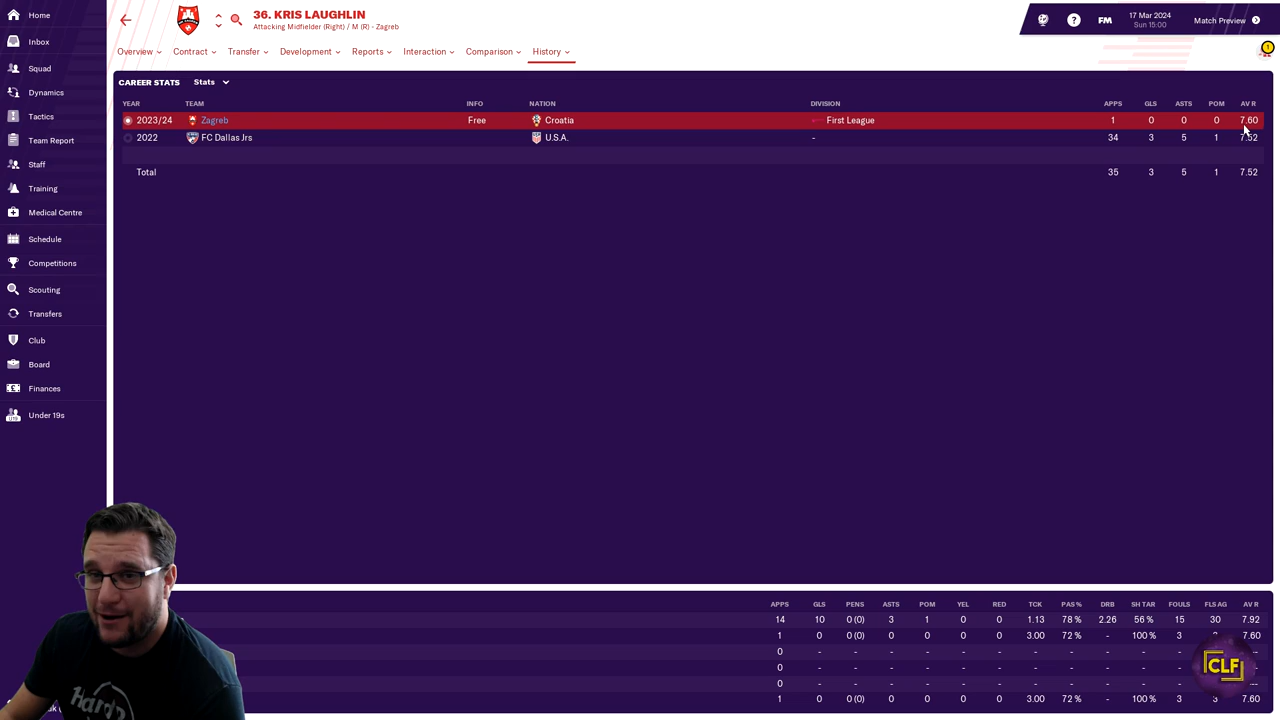 Home
Inbox
Squad
Dynamics
Tactics
Team Report
Staff
Training
Medical Centre
Schedule
Competitions
Scouting
Transfers
Club
Board
Finances
Under 19s
36. KRIS LAUGHLIN
Attacking Midfielder (Right) / M (R) - Zagreb
FM 17 Mar 2024 Sun 15:00 Match Preview
Overview Contract Transfer Development Reports Interaction Comparison History 1
CAREER STATS Stats
YEAR TEAM INFO NATION DIVISION APPS GLS ASTS POM AV R
2023/24 Zagreb Free Croatia First League 1 0 0 0 7.60
2022 FC Dallas Jrs U.S.A. - 34 3 5 1 7.52
Total 35 3 5 1 7.52
APPS GLS PENS ASTS POM YEL RED TCK PAS % DRB SH TAR FOULS FLS AG AV R
14 10 0 (0) 3 1 0 0 1.13 78 % 2.26 56 % 15 30 7.92
1 0 0 (0) 0 0 0 0 3.00 72 % - 100 % 3 7.60
0 - - - - - - - - - - - -
0 - - - - - - - - - - -
0 - - - - - - - - - - -
1 0 0 (0) 0 0 0 0 3.00 72 % - 100 % 3 3 7.60
CLF
Hard